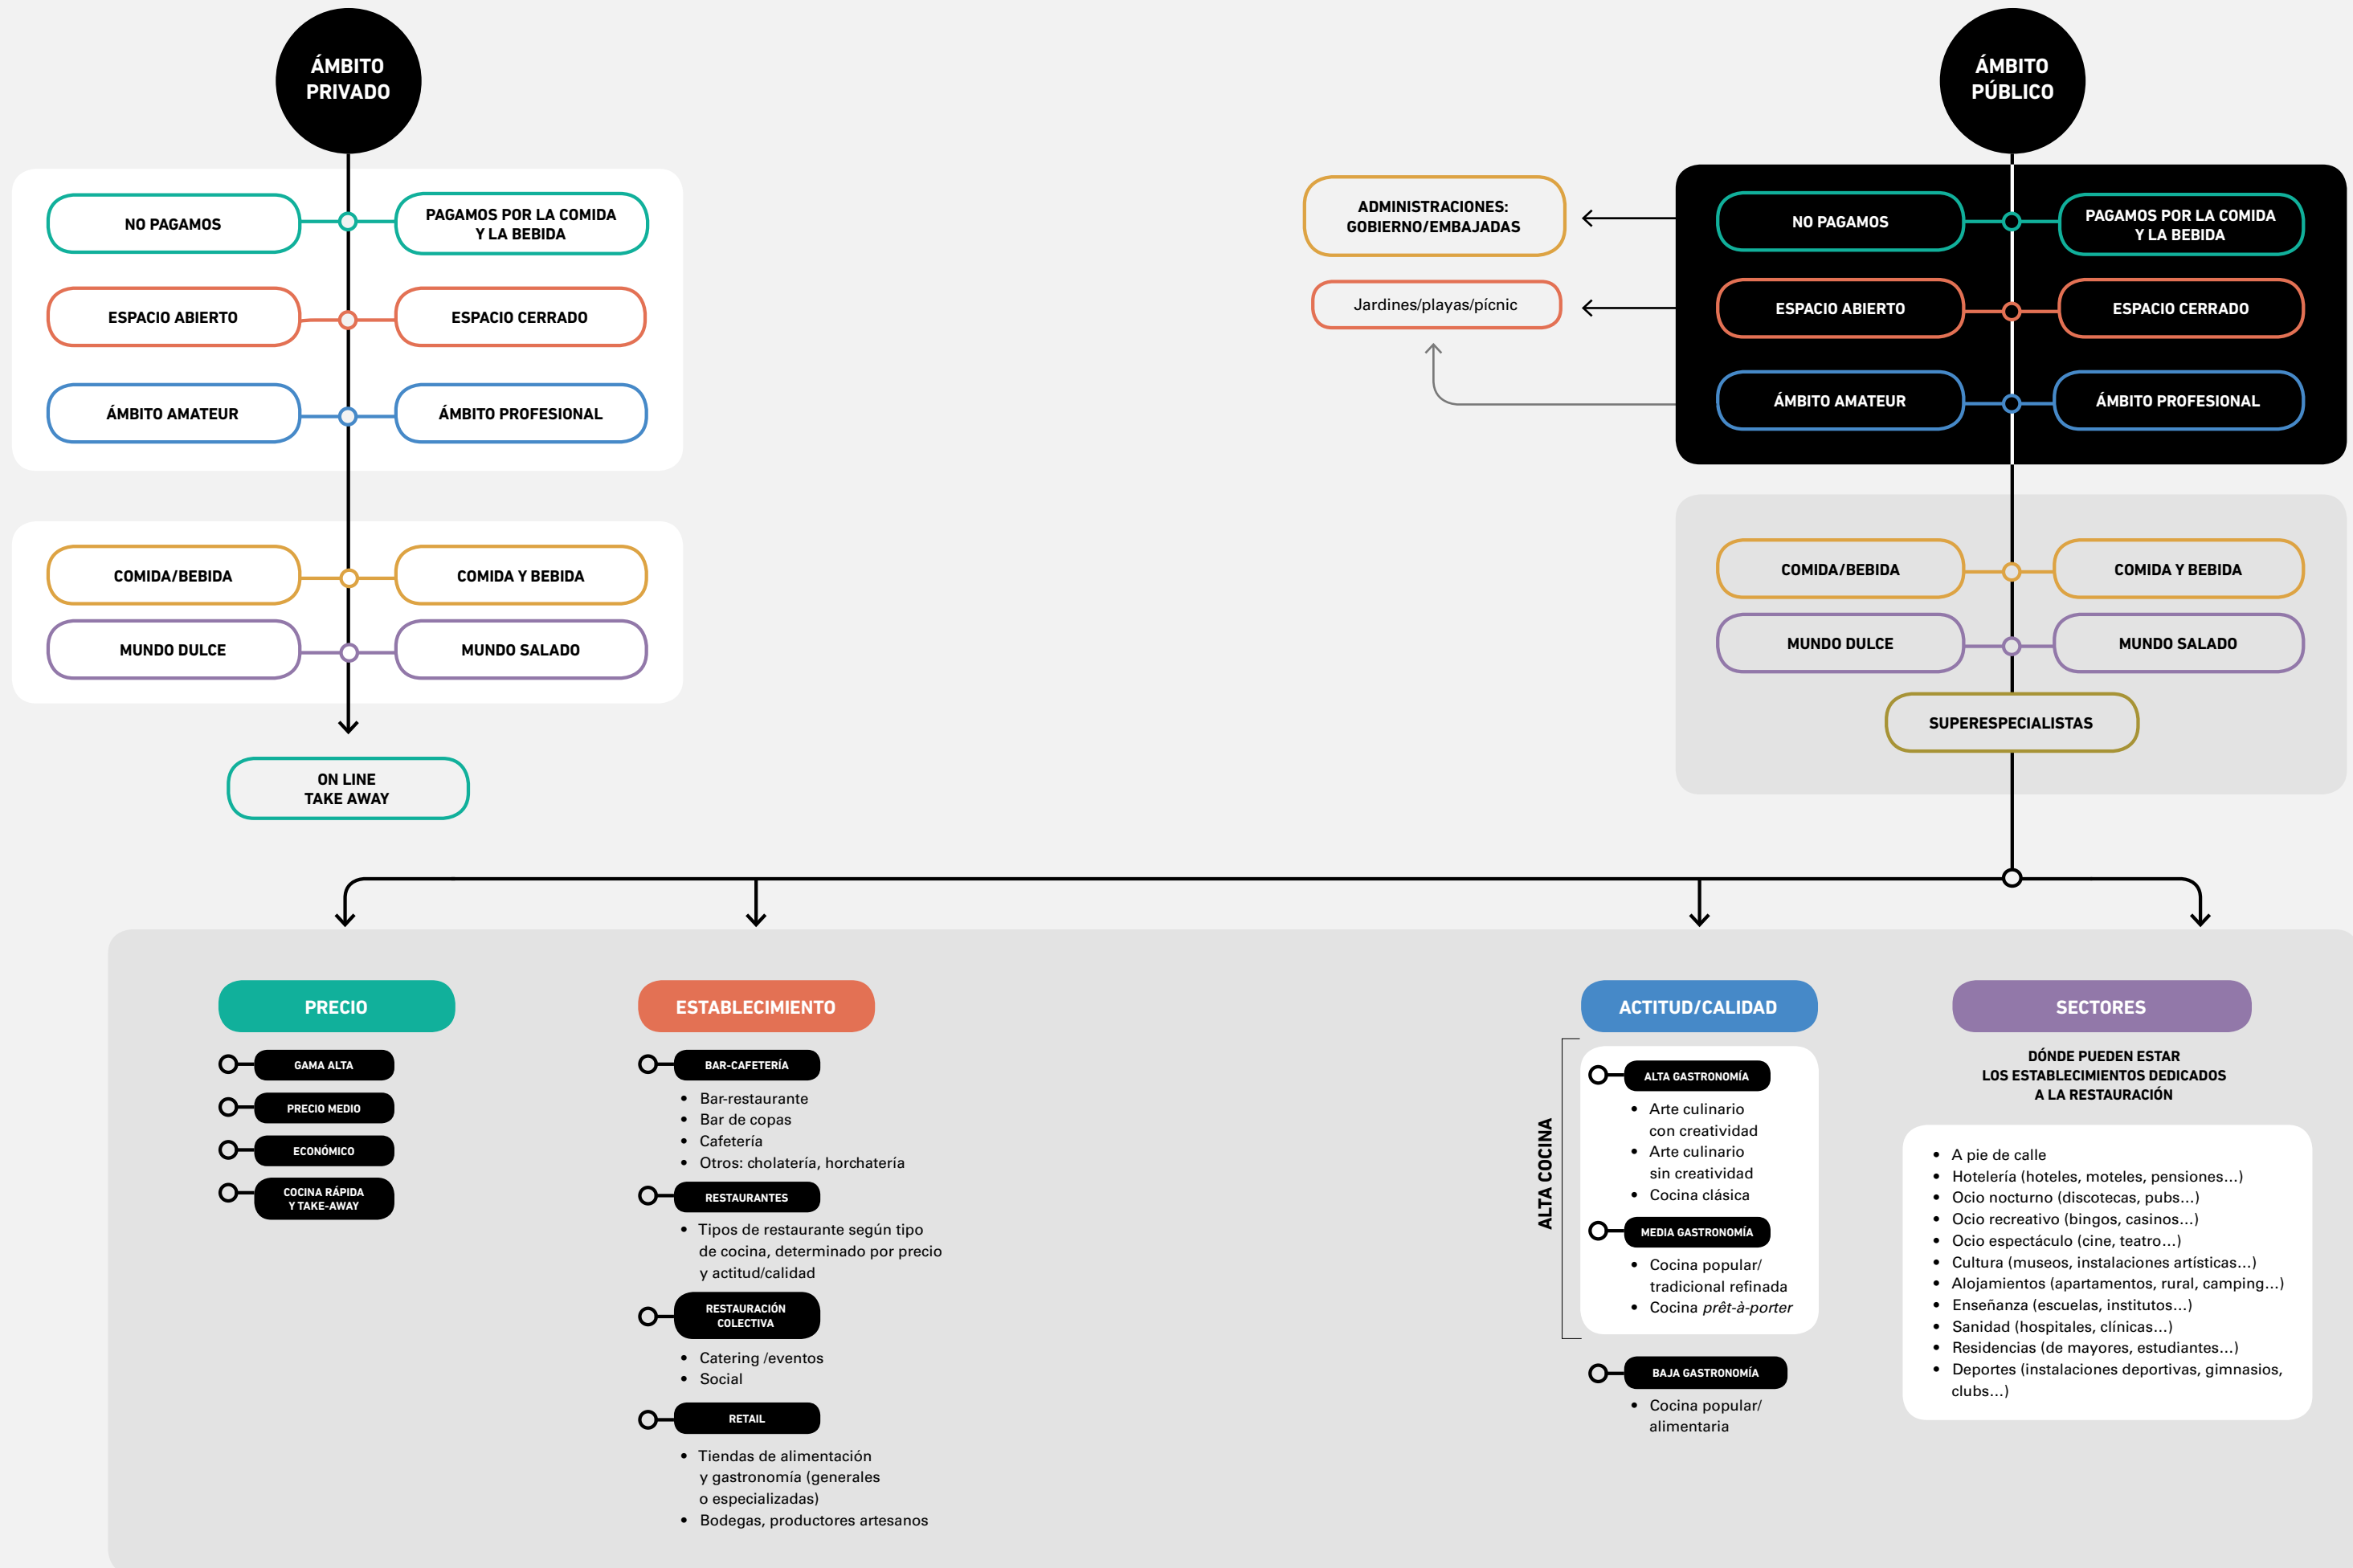 ÁMBITO
PRIVADO
NO PAGAMOS
PAGAMOS POR LA COMIDA
Y LA BEBIDA
ESPACIO ABIERTO
ESPACIO CERRADO
ÁMBITO AMATEUR
ÁMBITO PROFESIONAL
COMIDA/BEBIDA
COMIDA Y BEBIDA
MUNDO DULCE
MUNDO SALADO
ON LINE
TAKE AWAY
ÁMBITO
PÚBLICO
ADMINISTRACIONES:
GOBIERNO/EMBAJADAS
Jardines/playas/pícnic
NO PAGAMOS
PAGAMOS POR LA COMIDA
Y LA BEBIDA
ESPACIO ABIERTO
ESPACIO CERRADO
ÁMBITO AMATEUR
ÁMBITO PROFESIONAL
COMIDA/BEBIDA
COMIDA Y BEBIDA
MUNDO DULCE
MUNDO SALADO
SUPERESPECIALISTAS
PRECIO
GAMA ALTA
PRECIO MEDIO
ECONÓMICO
COCINA RÁPIDA
Y TAKE-AWAY
ESTABLECIMIENTO
BAR-CAFETERÍA
• Bar-restaurante
• Bar de copas
• Cafetería
• Otros: cholatería, horchatería
RESTAURANTES
• Tipos de restaurante según tipo
de cocina, determinado por precio
y actitud/calidad
RESTAURACIÓN
COLECTIVA
• Catering /eventos
• Social
RETAIL
• Tiendas de alimentación
y gastronomía (generales
o especializadas)
• Bodegas, productores artesanos
ACTITUD/CALIDAD
ALTA COCINA
ALTA GASTRONOMÍA
• Arte culinario
con creatividad
• Arte culinario
sin creatividad
• Cocina clásica
MEDIA GASTRONOMÍA
• Cocina popular/
tradicional refinada
• Cocina prêt-à-porter
BAJA GASTRONOMÍA
• Cocina popular/
alimentaria
SECTORES
DÓNDE PUEDEN ESTAR
LOS ESTABLECIMIENTOS DEDICADOS
A LA RESTAURACIÓN
• A pie de calle
• Hotelería (hoteles, moteles, pensiones...)
• Ocio nocturno (discotecas, pubs...)
• Ocio recreativo (bingos, casinos...)
• Ocio espectáculo (cine, teatro...)
• Cultura (museos, instalaciones artísticas...)
• Alojamientos (apartamentos, rural, camping...)
• Enseñanza (escuelas, institutos...)
• Sanidad (hospitales, clínicas...)
• Residencias (de mayores, estudiantes...)
• Deportes (instalaciones deportivas, gimnasios,
clubs...)